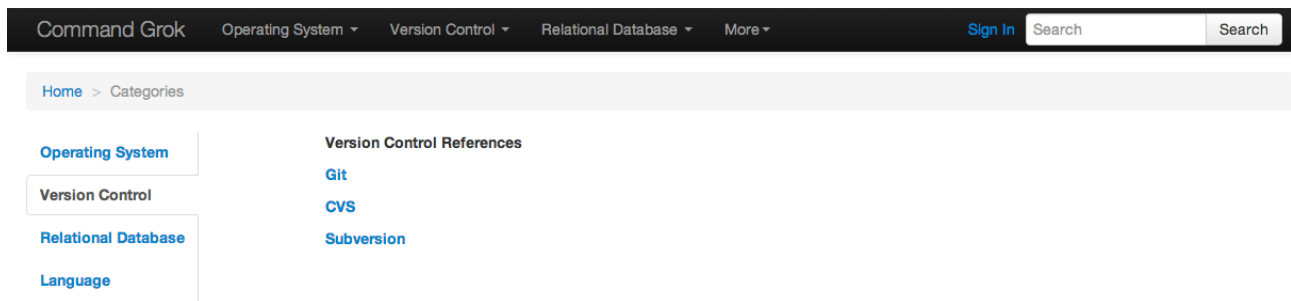 Command Grok Operating System Version Control Relational Database More Sign In Search Search
Home > Categories
Operating System
Version Control
Relational Database
Language
Version Control References
Git
CVS
Subversion